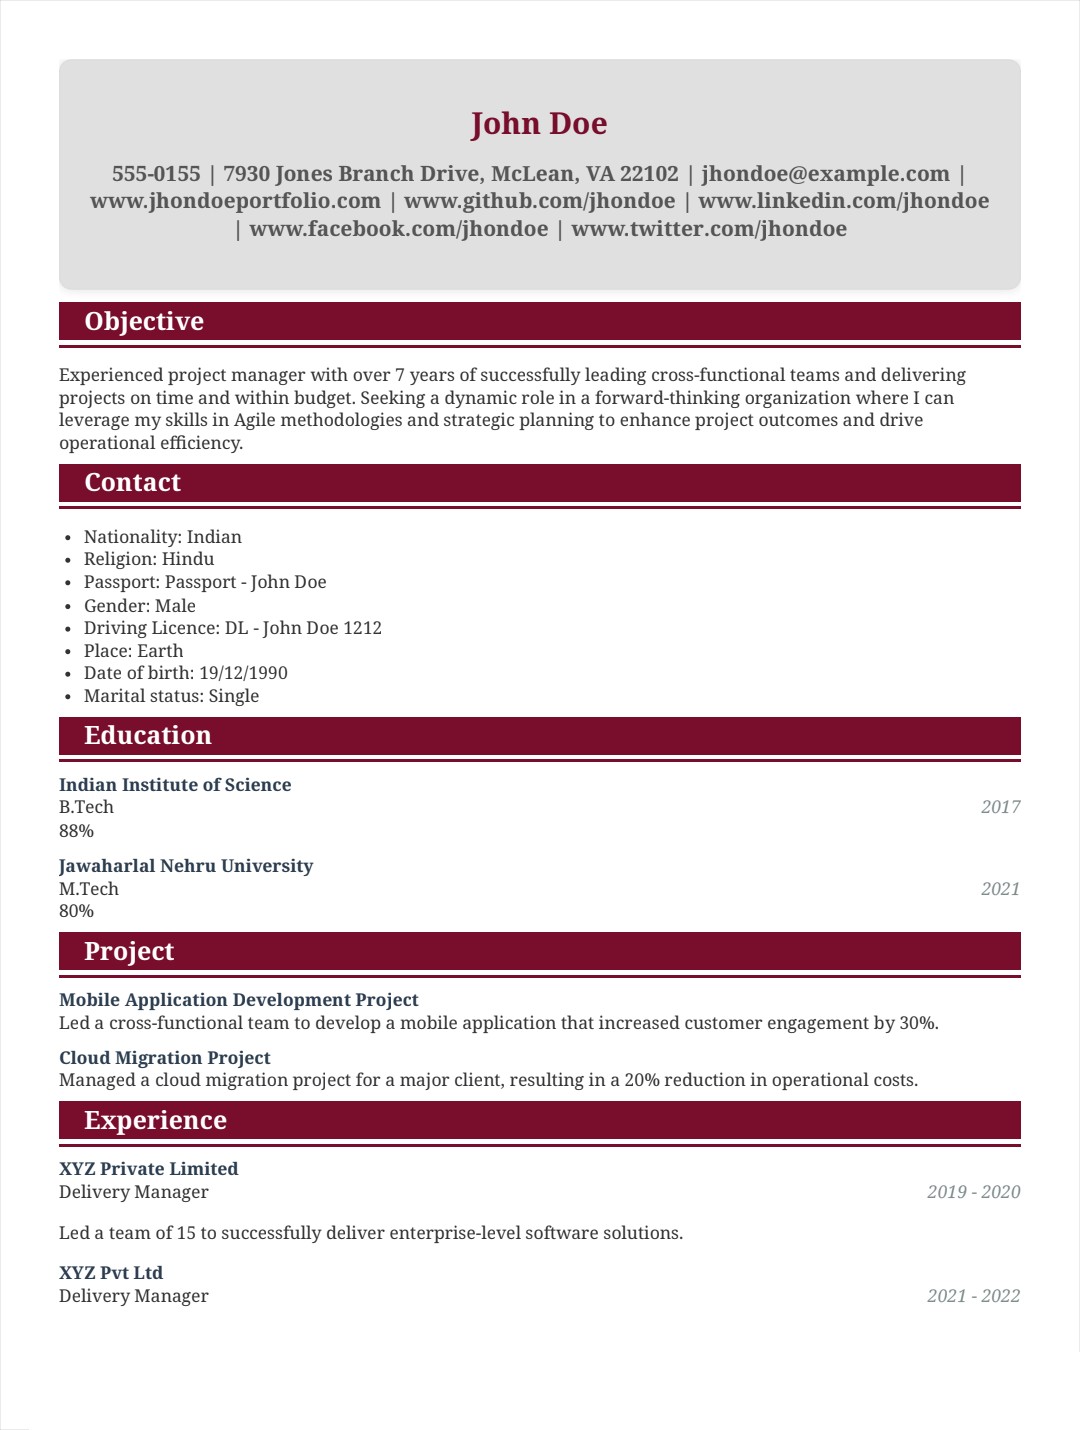 John Doe
555-0155 | 7930 Jones Branch Drive, McLean, VA 22102 | jhondoe@example.com |
www.jhondoeportfolio.com | www.github.com/jhondoe | www.linkedin.com/jhondoe
| www.facebook.com/jhondoe | www.twitter.com/jhondoe
Objective
Experienced project manager with over 7 years of successfully leading cross-functional teams and delivering
projects on time and within budget. Seeking a dynamic role in a forward-thinking organization where I can
leverage my skills in Agile methodologies and strategic planning to enhance project outcomes and drive
operational efficiency.
Contact
• Nationality: Indian
• Religion: Hindu
• Passport: Passport - John Doe
• Gender: Male
• Driving Licence: DL - John Doe 1212
• Place: Earth
• Date of birth: 19/12/1990
• Marital status: Single
Education
Indian Institute of Science
B.Tech 2017
88%
Jawaharlal Nehru University
M.Tech 2021
80%
Project
Mobile Application Development Project
Led a cross-functional team to develop a mobile application that increased customer engagement by 30%.
Cloud Migration Project
Managed a cloud migration project for a major client, resulting in a 20% reduction in operational costs.
Experience
XYZ Private Limited
Delivery Manager 2019 - 2020
Led a team of 15 to successfully deliver enterprise-level software solutions.
XYZ Pvt Ltd
Delivery Manager 2021 - 2022